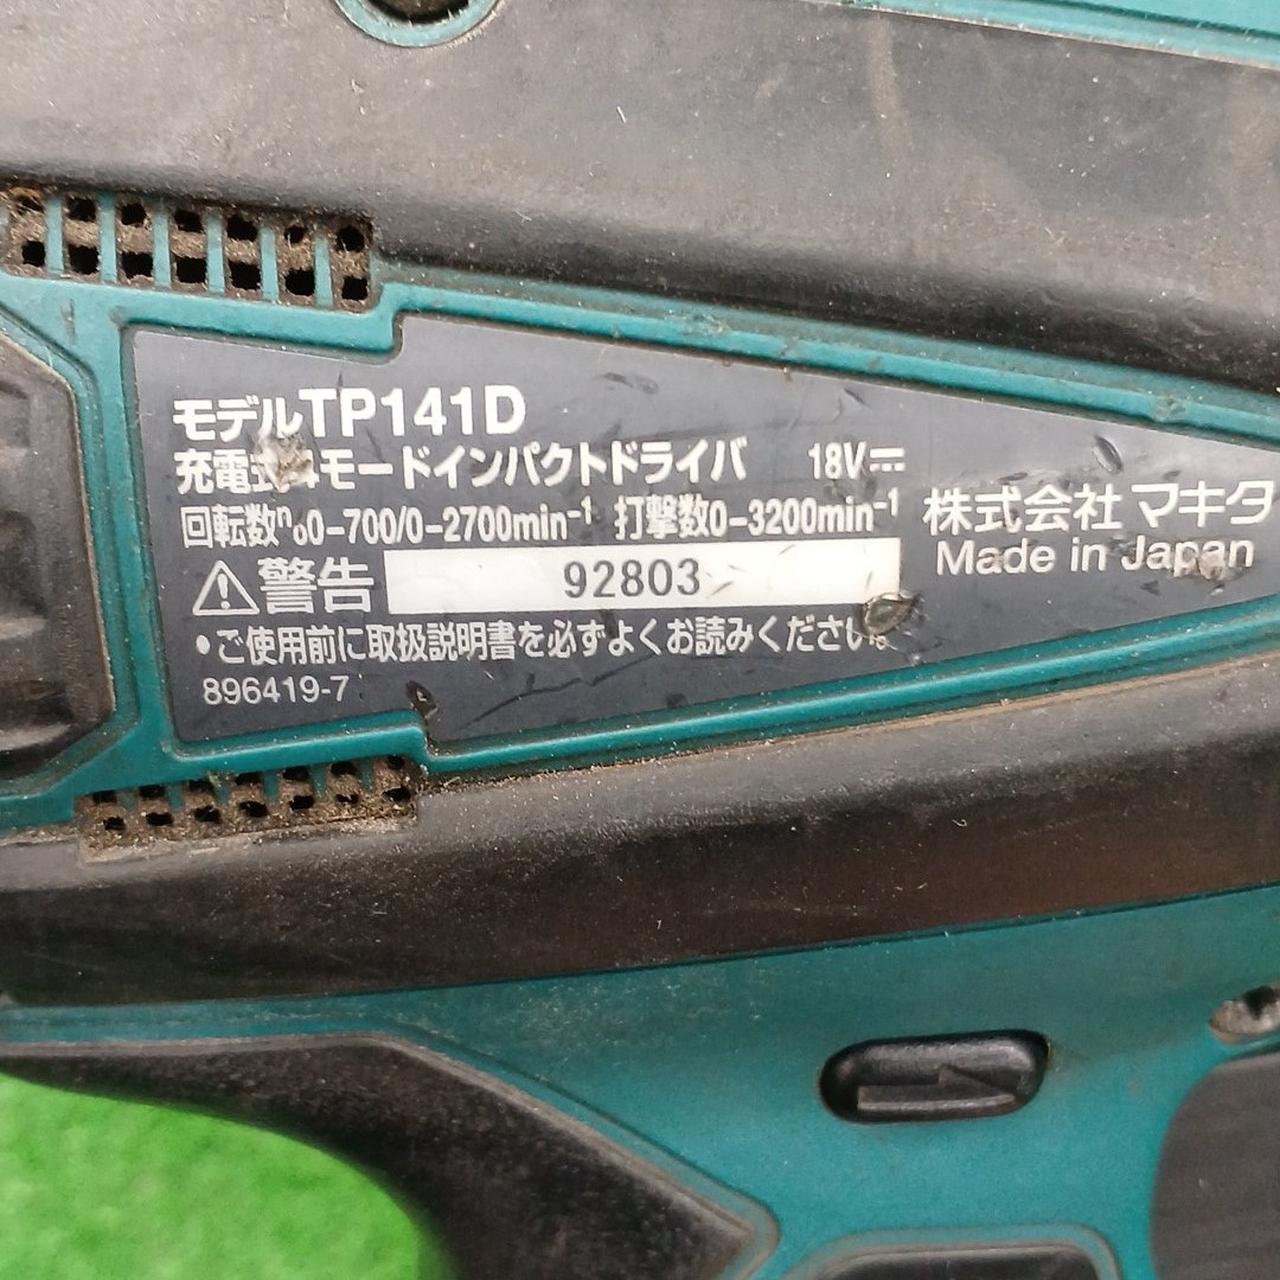 モデルTP141D
充電式4モードインパクトドライバ 18V⎓
回転数n₀0-700/0-2700min⁻¹ 打撃数0-3200min⁻¹
株式会社マキタ
Made in Japan
⚠警告 92803
•ご使用前に取扱説明書を必ずよくお読みください。
896419-7